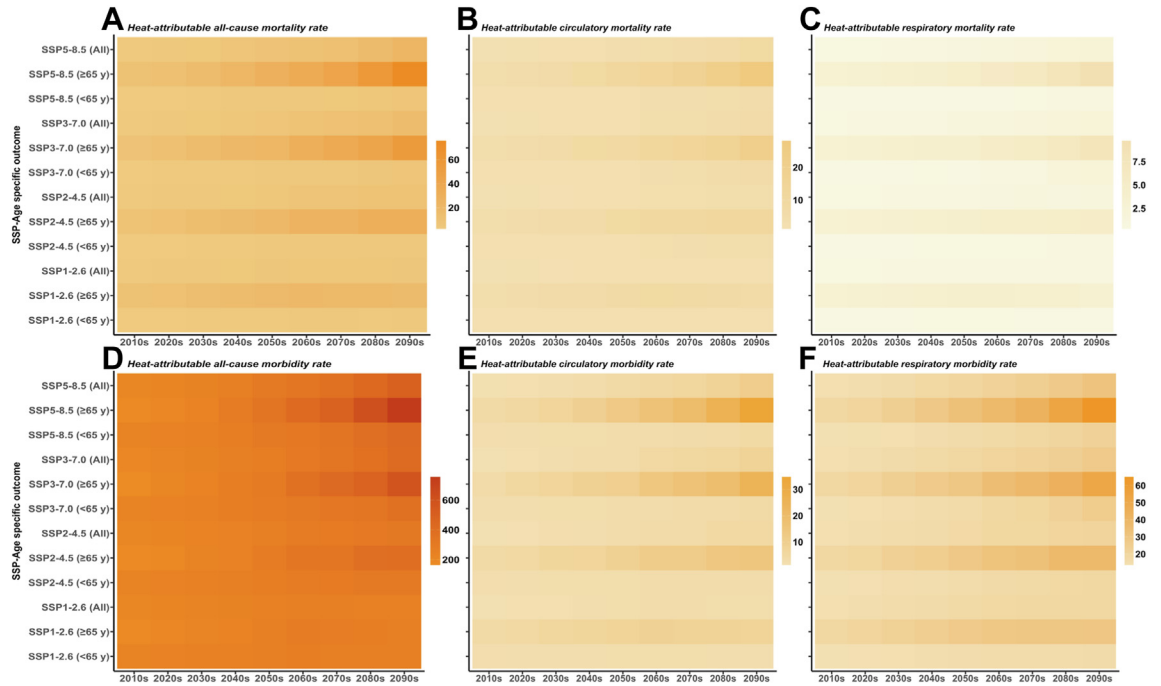 A Heat-attributable all-cause mortality rate
SSP-Age specific outcome
SSP5-8.5 (All)
SSP5-8.5 (≥65 y)
SSP5-8.5 (<65 y)
SSP3-7.0 (All)
SSP3-7.0 (≥65 y)
SSP3-7.0 (<65 y)
SSP2-4.5 (All)
SSP2-4.5 (≥65 y)
SSP2-4.5 (<65 y)
SSP1-2.6 (All)
SSP1-2.6 (≥65 y)
SSP1-2.6 (<65 y)
2010s 2020s 2030s 2040s 2050s 2060s 2070s 2080s 2090s
60
40
20
B Heat-attributable circulatory mortality rate
2010s 2020s 2030s 2040s 2050s 2060s 2070s 2080s 2090s
20
10
C Heat-attributable respiratory mortality rate
2010s 2020s 2030s 2040s 2050s 2060s 2070s 2080s 2090s
7.5
5.0
2.5
D Heat-attributable all-cause morbidity rate
SSP-Age specific outcome
SSP5-8.5 (All)
SSP5-8.5 (≥65 y)
SSP5-8.5 (<65 y)
SSP3-7.0 (All)
SSP3-7.0 (≥65 y)
SSP3-7.0 (<65 y)
SSP2-4.5 (All)
SSP2-4.5 (≥65 y)
SSP2-4.5 (<65 y)
SSP1-2.6 (All)
SSP1-2.6 (≥65 y)
SSP1-2.6 (<65 y)
2010s 2020s 2030s 2040s 2050s 2060s 2070s 2080s 2090s
600
400
200
E Heat-attributable circulatory morbidity rate
2010s 2020s 2030s 2040s 2050s 2060s 2070s 2080s 2090s
30
20
10
F Heat-attributable respiratory morbidity rate
2010s 2020s 2030s 2040s 2050s 2060s 2070s 2080s 2090s
60
50
40
30
20